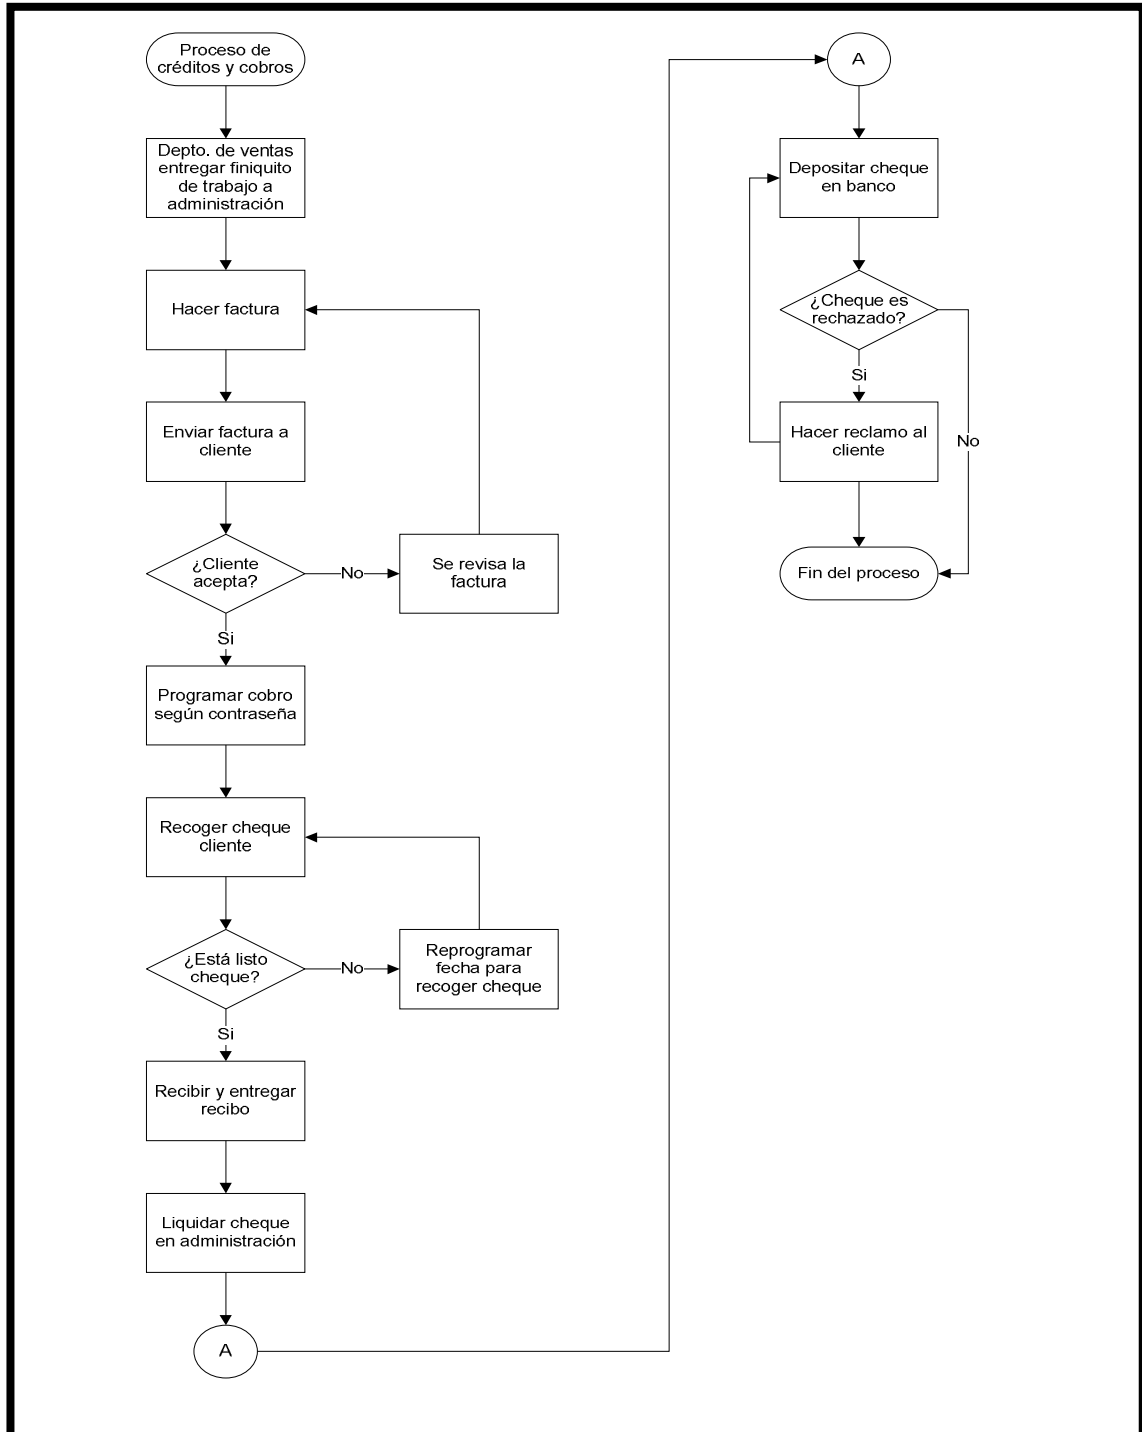 Proceso de
créditos y cobros
Depto. de ventas
entregar finiquito
de trabajo a
administración
Hacer factura
Enviar factura a
cliente
¿Cliente
acepta?
No
Se revisa la
factura
Si
Programar cobro
según contraseña
Recoger cheque
cliente
¿Está listo
cheque?
No
Reprogramar
fecha para
recoger cheque
Si
Recibir y entregar
recibo
Liquidar cheque
en administración
A
A
Depositar cheque
en banco
¿Cheque es
rechazado?
Si
Hacer reclamo al
cliente
No
Fin del proceso